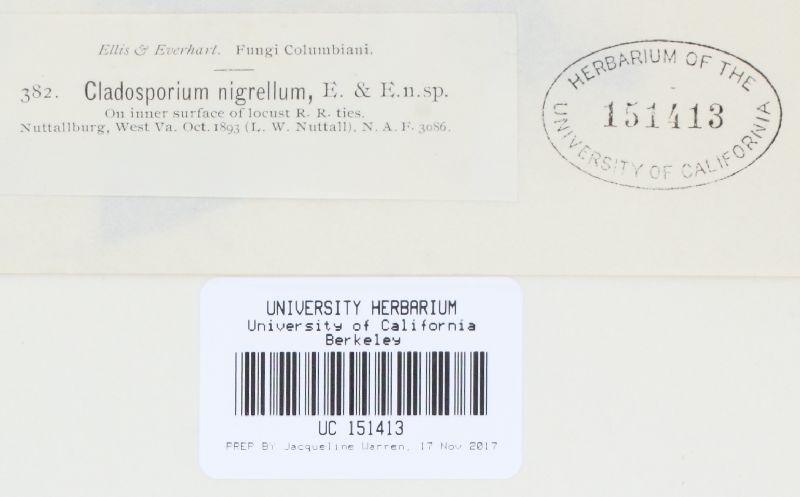 Ellis & Everhart. Fungi Columbiani.
382. Cladosporium nigrellum, E. & E. n. sp.
On inner surface of locust R. R. ties.
Nuttallburg, West Va. Oct. 1893 (L. W. Nuttall). N. A. F. 3086.
HERBARIUM OF THE
151413
UNIVERSITY OF CALIFORNIA
UNIVERSITY HERBARIUM
University of California
Berkeley
UC 151413
PREP BY Jacqueline Warren, 17 Nov 2017